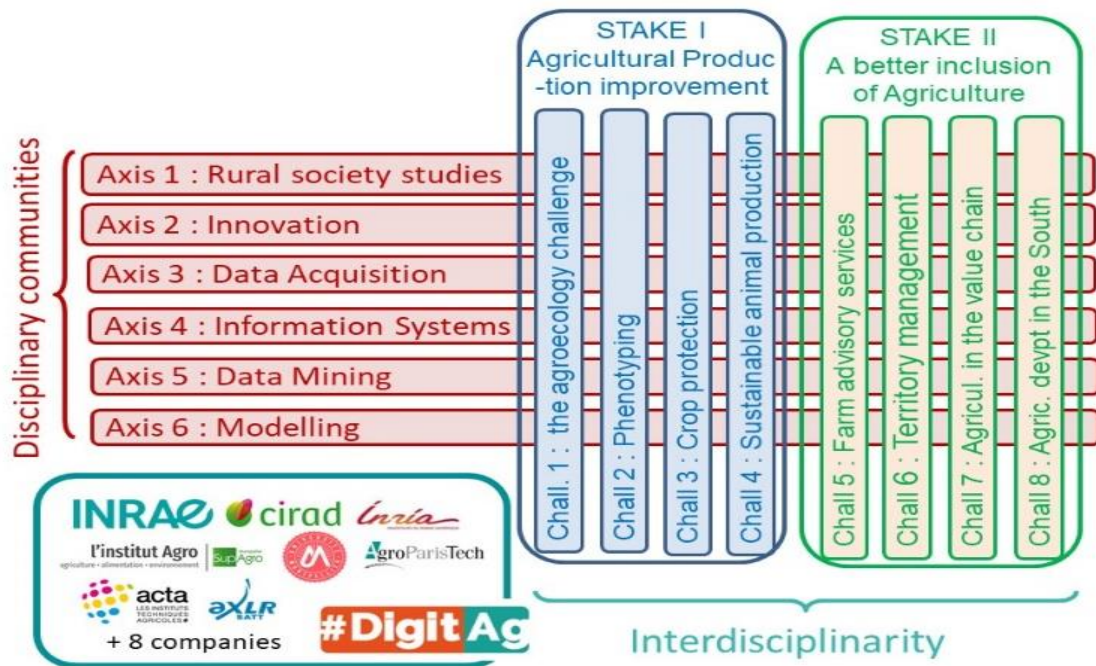 STAKE I
Agricultural Produc
-tion improvement
STAKE II
A better inclusion
of Agriculture
Disciplinary communities
Axis 1 : Rural society studies
Axis 2 : Innovation
Axis 3 : Data Acquisition
Axis 4 : Information Systems
Axis 5 : Data Mining
Axis 6 : Modelling
Chall. 1 : the agroecology challenge
Chall 2 : Phenotyping
Chall 3 : Crop protection
Chall 4 : Sustainable animal production
Chall 5 : Farm advisory services
Chall 6 : Territory management
Chall 7 : Agricul. in the value chain
Chall 8 : Agric. devpt in the South
INRAE
cirad
Inria
l'institut Agro
agriculture • alimentation • environnement
SupAgro
AgroParisTech
acta
LES INSTITUTS
TECHNIQUES
AGRICOLES
AXLR
SATT
+ 8 companies
#DigitAg
Interdisciplinarity